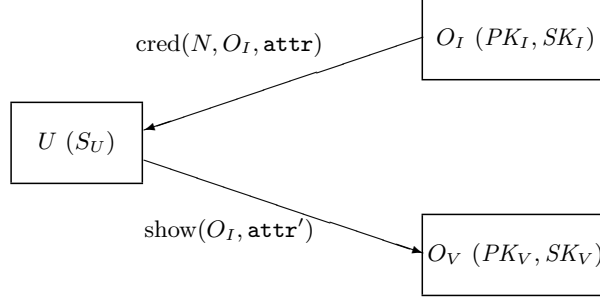 cred(N, O_I, attr)
O_I (PK_I, SK_I)
U (S_U)
show(O_I, attr′)
O_V (PK_V, SK_V)